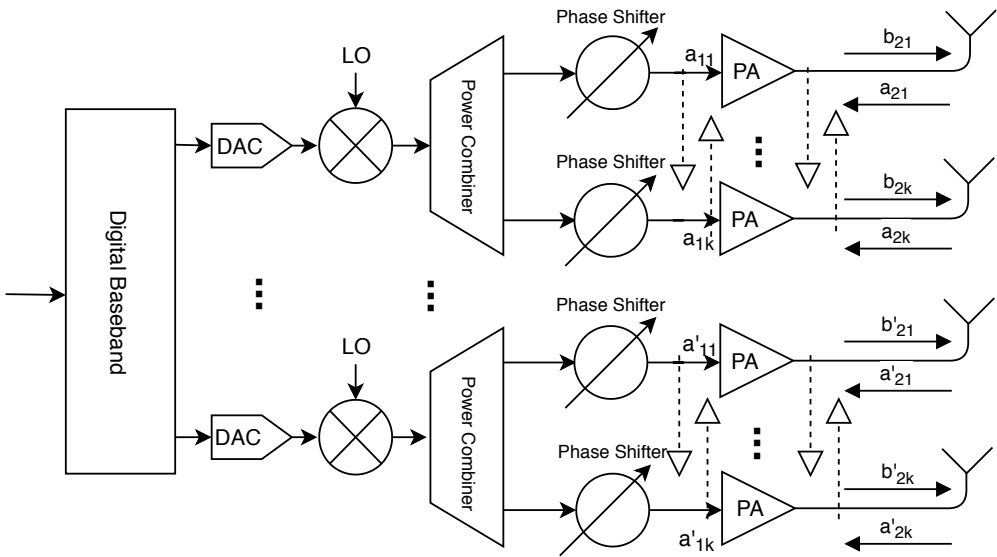 Phase Shifter
a11
PA
b21
a21
LO
DAC
Power Combiner
Phase Shifter
a1k
PA
b2k
a2k
Digital Baseband
Phase Shifter
a'11
PA
b'21
a'21
LO
DAC
Power Combiner
Phase Shifter
a'1k
PA
b'2k
a'2k